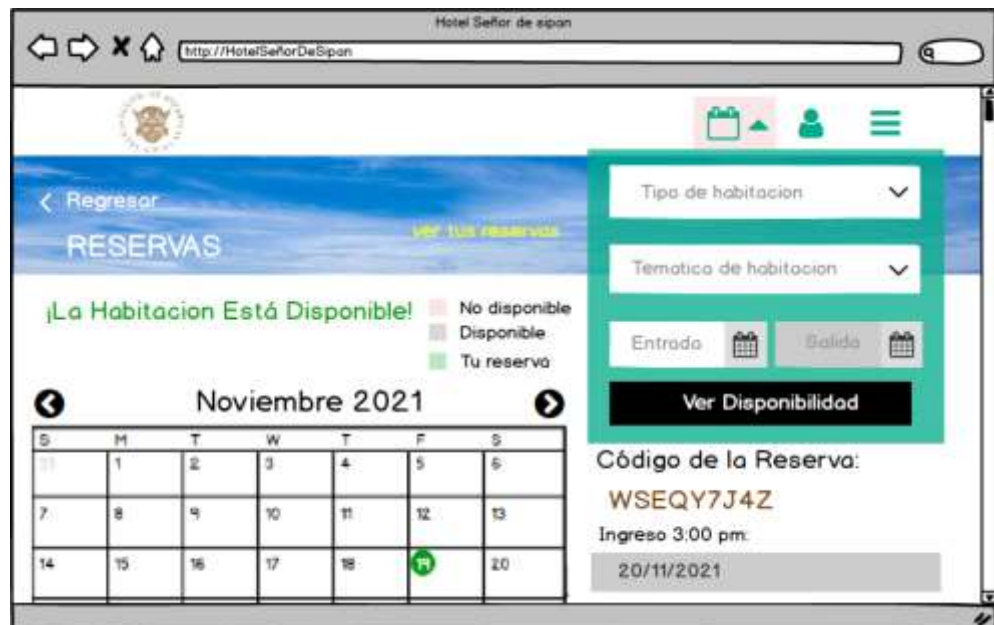 Hotel Señor de sipan
http://HotelSeñorDeSipan
< Regresar
RESERVAS
ver tus reservas
Tipo de habitacion
Tematica de habitacion
Entrada
Salida
Ver Disponibilidad
¡La Habitacion Está Disponible!
No disponible
Disponible
Tu reserva
Noviembre 2021
S M T W T F S
31 1 2 3 4 5 6
7 8 9 10 11 12 13
14 15 16 17 18 19 20
Código de la Reserva:
WSEQY7J4Z
Ingreso 3:00 pm:
20/11/2021